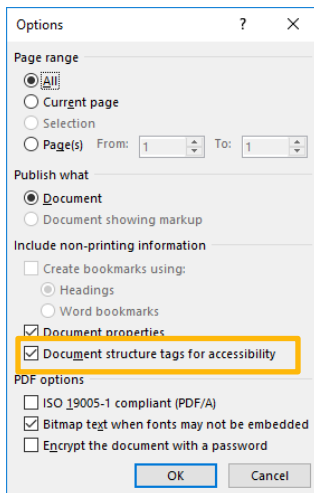 Options ? ×
Page range
All
Current page
Selection
Page(s) From: 1 To: 1
Publish what
Document
Document showing markup
Include non-printing information
Create bookmarks using:
Headings
Word bookmarks
Document properties
Document structure tags for accessibility
PDF options
ISO 19005-1 compliant (PDF/A)
Bitmap text when fonts may not be embedded
Encrypt the document with a password
OK Cancel